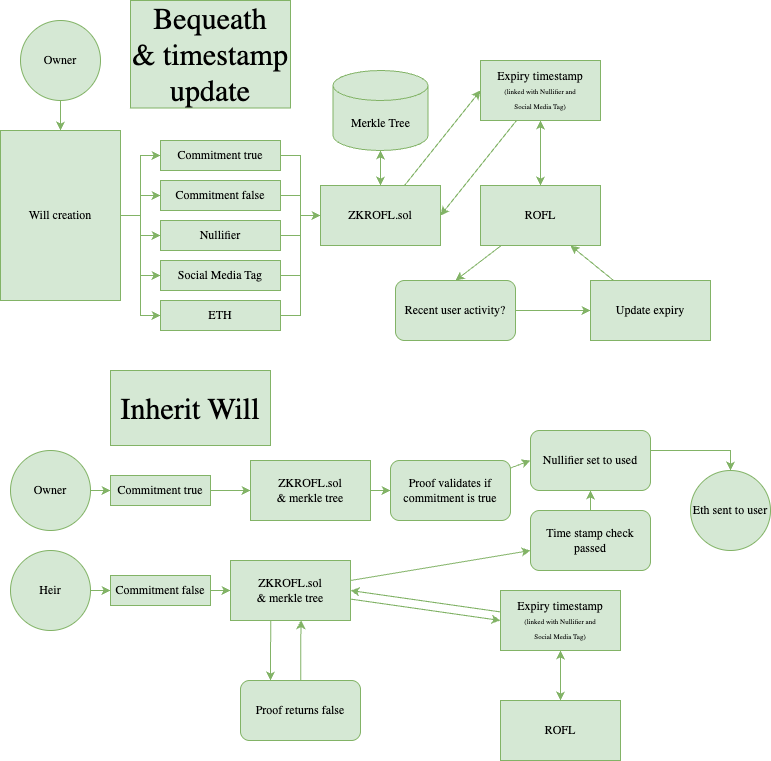 Bequeath
& timestamp
update
Owner
Will creation
Commitment true
Commitment false
Nullifier
Social Media Tag
ETH
Merkle Tree
ZKROFL.sol
Expiry timestamp
(linked with Nullifier and
Social Media Tag)
ROFL
Recent user activity?
Update expiry
Inherit Will
Owner
Commitment true
ZKROFL.sol
& merkle tree
Proof validates if
commitment is true
Nullifier set to used
Eth sent to user
Time stamp check
passed
Heir
Commitment false
ZKROFL.sol
& merkle tree
Expiry timestamp
(linked with Nullifier and
Social Media Tag)
Proof returns false
ROFL